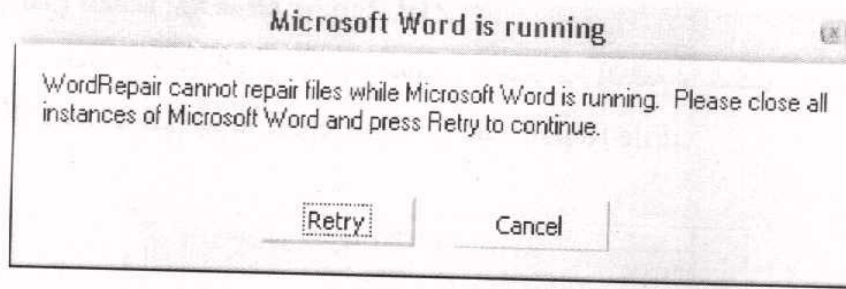 Microsoft Word is running
WordRepair cannot repair files while Microsoft Word is running. Please close all
instances of Microsoft Word and press Retry to continue.
Retry Cancel